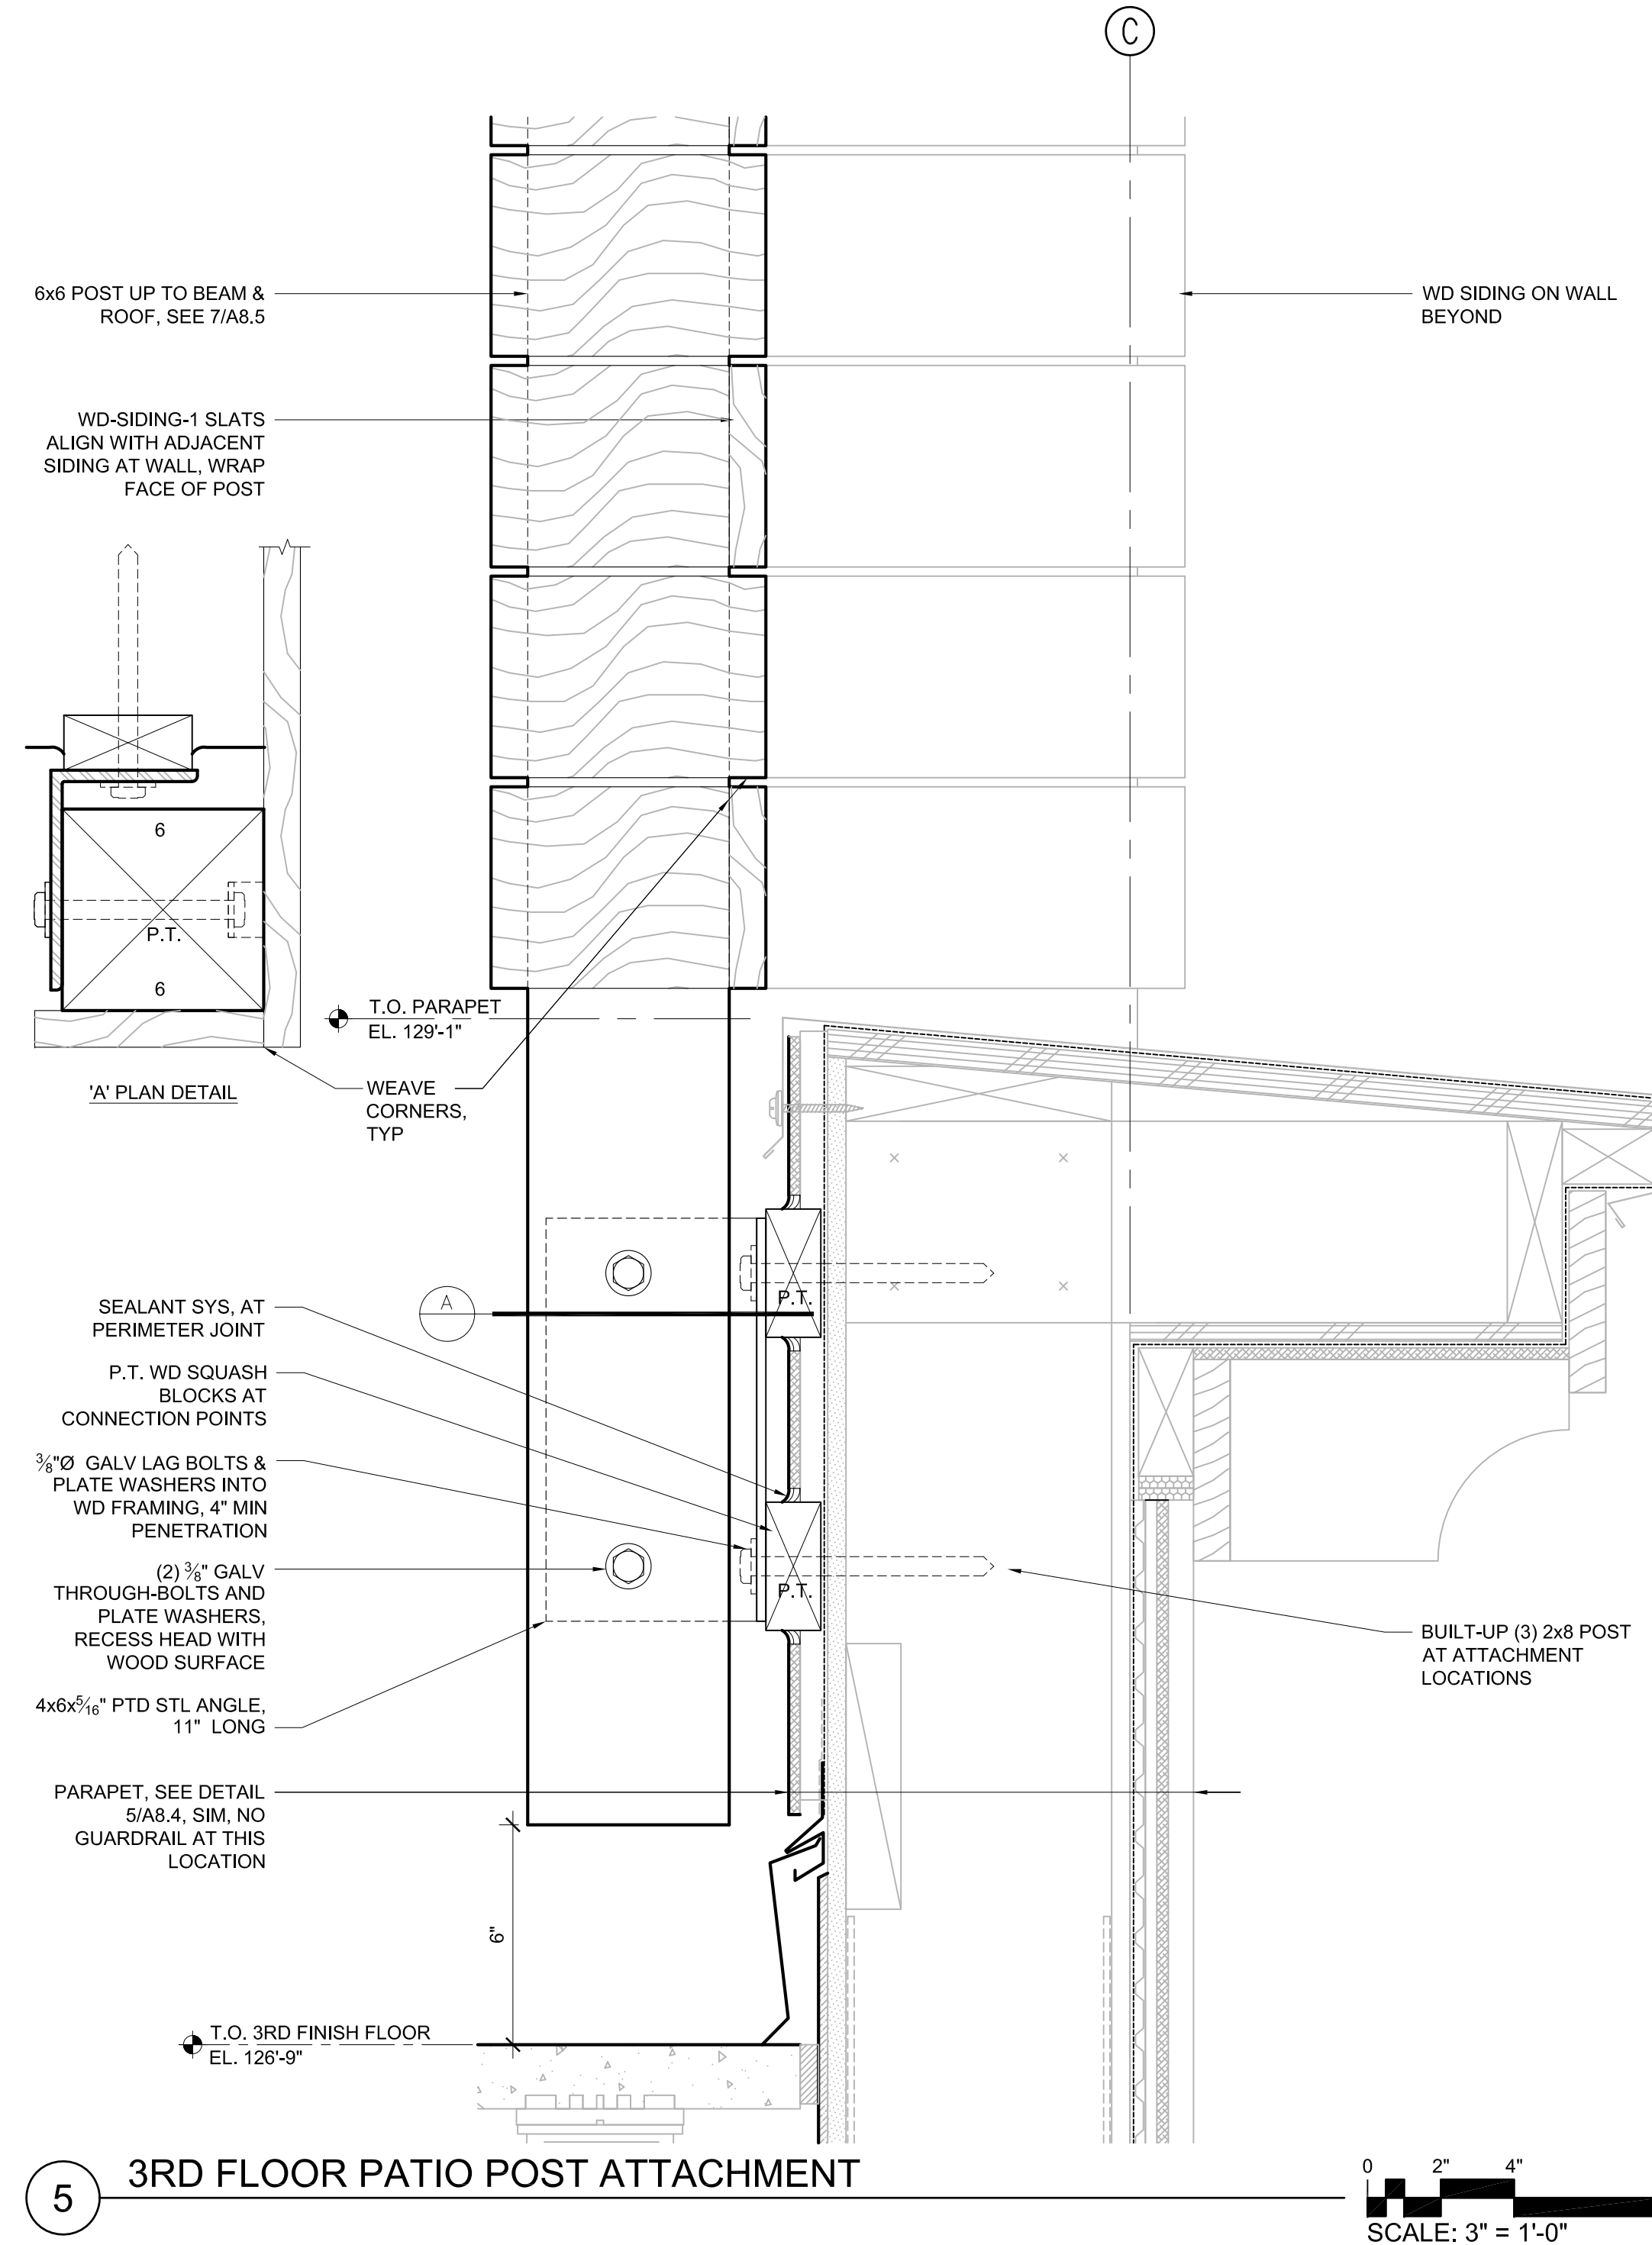 C
6x6 POST UP TO BEAM &
ROOF, SEE 7/A8.5
WD SIDING ON WALL
BEYOND
WD-SIDING-1 SLATS
ALIGN WITH ADJACENT
SIDING AT WALL, WRAP
FACE OF POST
6
P.T.
6
'A' PLAN DETAIL
T.O. PARAPET
EL. 129'-1"
WEAVE
CORNERS,
TYP
A
P.T.
P.T.
SEALANT SYS, AT
PERIMETER JOINT
P.T. WD SQUASH
BLOCKS AT
CONNECTION POINTS
⅜"Ø GALV LAG BOLTS &
PLATE WASHERS INTO
WD FRAMING, 4" MIN
PENETRATION
(2) ⅜" GALV
THROUGH-BOLTS AND
PLATE WASHERS,
RECESS HEAD WITH
WOOD SURFACE
4x6x5⁄16" PTD STL ANGLE,
11" LONG
BUILT-UP (3) 2x8 POST
AT ATTACHMENT
LOCATIONS
PARAPET, SEE DETAIL
5/A8.4, SIM, NO
GUARDRAIL AT THIS
LOCATION
6"
T.O. 3RD FINISH FLOOR
EL. 126'-9"
5
3RD FLOOR PATIO POST ATTACHMENT
0 2" 4"
SCALE: 3" = 1'-0"